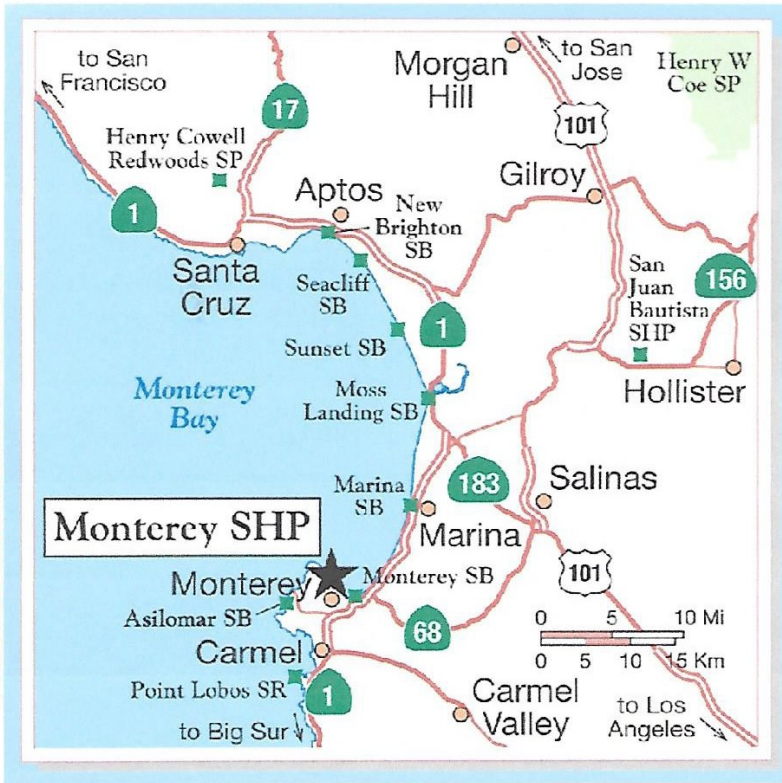 to San
Francisco
17
Morgan
Hill
to San
Jose
Henry W
Coe SP
101
Henry Cowell
Redwoods SP
Gilroy
1
Aptos
New
Brighton
SB
Santa
Cruz
Seacliff
SB
San
Juan
Bautista
SHP
156
1
Sunset SB
Monterey
Bay
Moss
Landing SB
Hollister
183
Salinas
Marina
SB
Marina
Monterey SHP
Monterey
Monterey SB
101
Asilomar SB
68
0 5 10 Mi
0 5 10 15 Km
Carmel
Point Lobos SR
1
Carmel
Valley
to Big Sur
to Los
Angeles